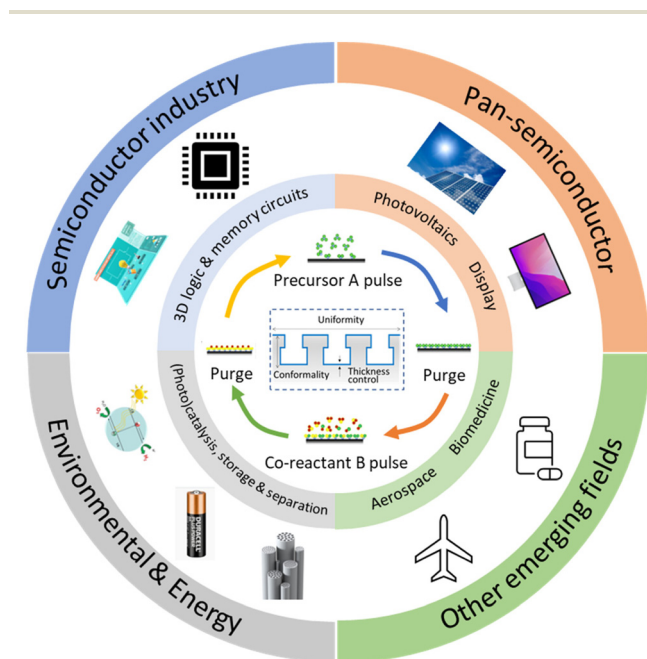 Semiconductor industry
Pan-semiconductor
3D logic & memory circuits
Photovoltaics
Display
Precursor A pulse
Uniformity
Conformality
Thickness
control
Purge
Purge
Co-reactant B pulse
(Photo)catalysis, storage & separation
Aerospace
Biomedicine
DURACELL
Environmental & Energy
Other emerging fields